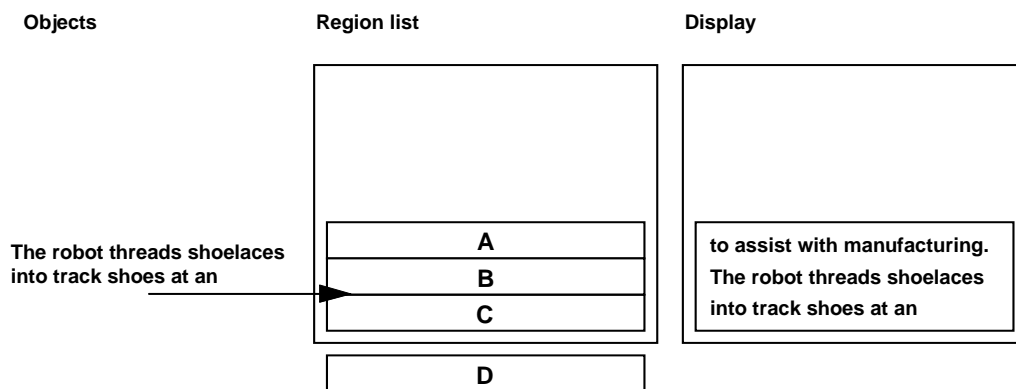 Objects
Region list
Display
The robot threads shoelaces
into track shoes at an
A
B
C
D
to assist with manufacturing.
The robot threads shoelaces
into track shoes at an